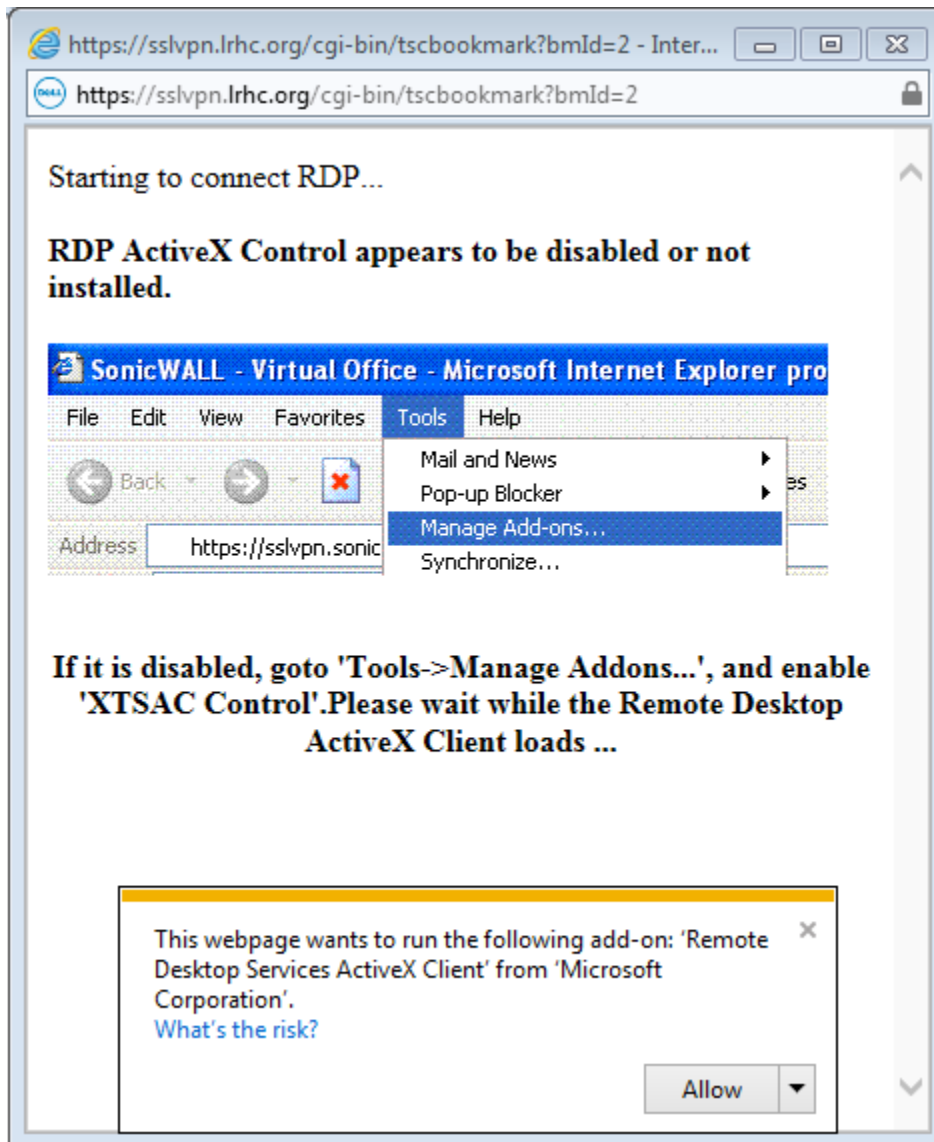 https://sslvpn.lrhc.org/cgi-bin/tscbookmark?bmId=2 - Inter...
DELL https://sslvpn.lrhc.org/cgi-bin/tscbookmark?bmId=2
Starting to connect RDP...
RDP ActiveX Control appears to be disabled or not
installed.
SonicWALL - Virtual Office - Microsoft Internet Explorer pro
File Edit View Favorites Tools Help
Mail and News
Back
Pop-up Blocker es
Manage Add-ons...
Address https://sslvpn.sonic
Synchronize...
If it is disabled, goto 'Tools->Manage Addons...', and enable
'XTSAC Control'.Please wait while the Remote Desktop
ActiveX Client loads ...
This webpage wants to run the following add-on: 'Remote
Desktop Services ActiveX Client' from 'Microsoft
Corporation'.
What's the risk?
Allow